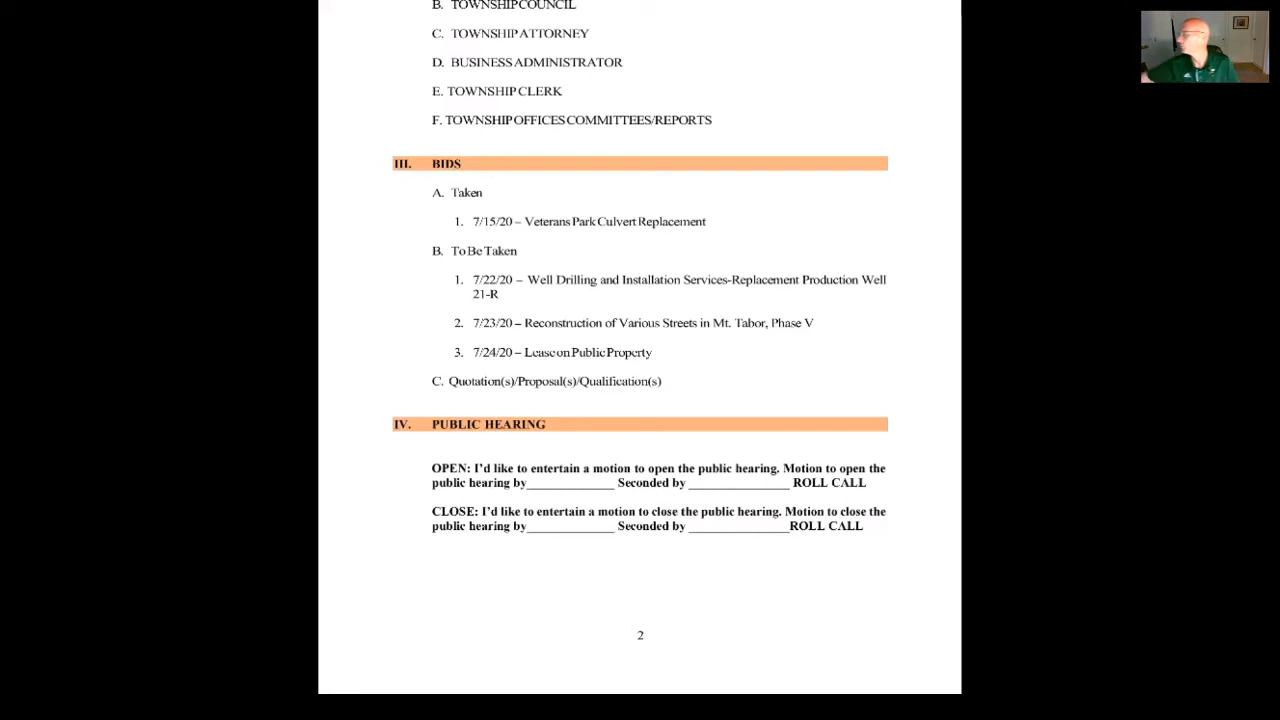 B. TOWNSHIP COUNCIL
C. TOWNSHIP ATTORNEY
D. BUSINESS ADMINISTRATOR
E. TOWNSHIP CLERK
F. TOWNSHIP OFFICES COMMITTEES/REPORTS
III. BIDS
A. Taken
1. 7/15/20 – Veterans Park Culvert Replacement
B. To Be Taken
1. 7/22/20 – Well Drilling and Installation Services-Replacement Production Well
21-R
2. 7/23/20 – Reconstruction of Various Streets in Mt. Tabor, Phase V
3. 7/24/20 – Lease on Public Property
C. Quotation(s)/Proposal(s)/Qualification(s)
IV. PUBLIC HEARING
OPEN: I'd like to entertain a motion to open the public hearing. Motion to open the
public hearing by______________ Seconded by ________________ ROLL CALL
CLOSE: I'd like to entertain a motion to close the public hearing. Motion to close the
public hearing by______________ Seconded by ________________ROLL CALL
2